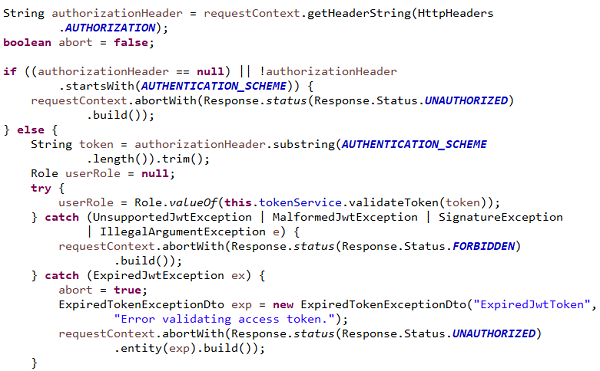 String authorizationHeader = requestContext.getHeaderString(HttpHeaders
        .AUTHORIZATION);
boolean abort = false;

if ((authorizationHeader == null) || !authorizationHeader
        .startsWith(AUTHENTICATION_SCHEME)) {
    requestContext.abortWith(Response.status(Response.Status.UNAUTHORIZED)
            .build());
} else {
    String token = authorizationHeader.substring(AUTHENTICATION_SCHEME
            .length()).trim();
    Role userRole = null;
    try {
        userRole = Role.valueOf(this.tokenService.validateToken(token));
    } catch (UnsupportedJwtException | MalformedJwtException | SignatureException
            | IllegalArgumentException e) {
        requestContext.abortWith(Response.status(Response.Status.FORBIDDEN)
                .build());
    } catch (ExpiredJwtException ex) {
        abort = true;
        ExpiredTokenExceptionDto exp = new ExpiredTokenExceptionDto("ExpiredJwtToken",
                "Error validating access token.");
        requestContext.abortWith(Response.status(Response.Status.UNAUTHORIZED)
                .entity(exp).build());
    }